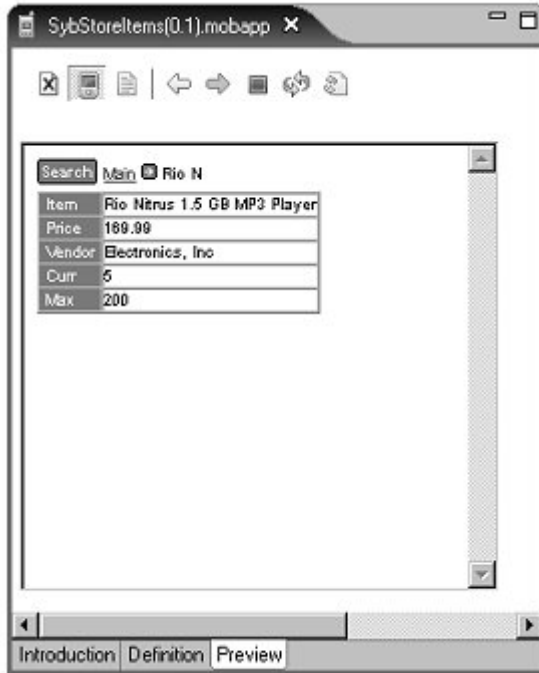 SybStoreItems(0.1).mobapp
Search Main Rio N
Item Rio Nitrus 1.5 GB MP3 Player
Price 169.99
Vendor Electronics, Inc
Curr 5
Max 200
Introduction Definition Preview